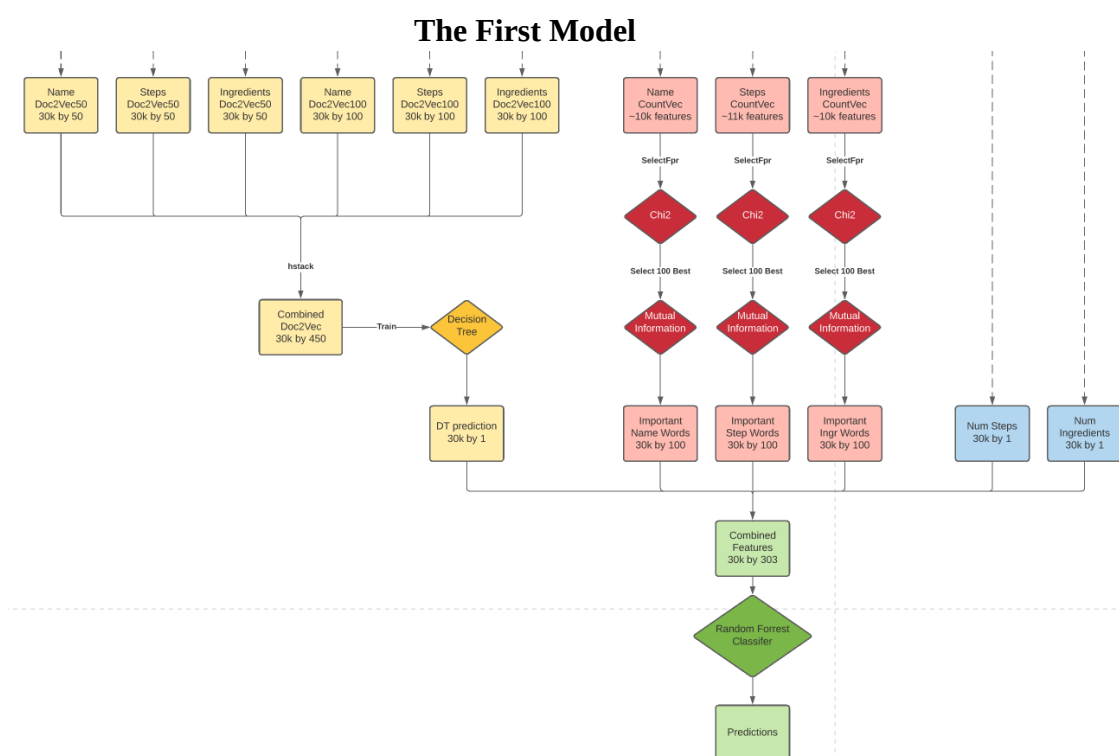 The First Model
Name
Doc2Vec50
30k by 50
Steps
Doc2Vec50
30k by 50
Ingredients
Doc2Vec50
30k by 50
Name
Doc2Vec100
30k by 100
Steps
Doc2Vec100
30k by 100
Ingredients
Doc2Vec100
30k by 100
Name
CountVec
~10k features
Steps
CountVec
~11k features
Ingredients
CountVec
~10k features
SelectFpr
SelectFpr
SelectFpr
Chi2
Chi2
Chi2
hstack
Select 100 Best
Select 100 Best
Select 100 Best
Combined
Doc2Vec
30k by 450
Train
Decision
Tree
Mutual
Information
Mutual
Information
Mutual
Information
DT prediction
30k by 1
Important
Name Words
30k by 100
Important
Step Words
30k by 100
Important
Ingr Words
30k by 100
Num Steps
30k by 1
Num
Ingredients
30k by 1
Combined
Features
30k by 303
Random Forrest
Classifer
Predictions